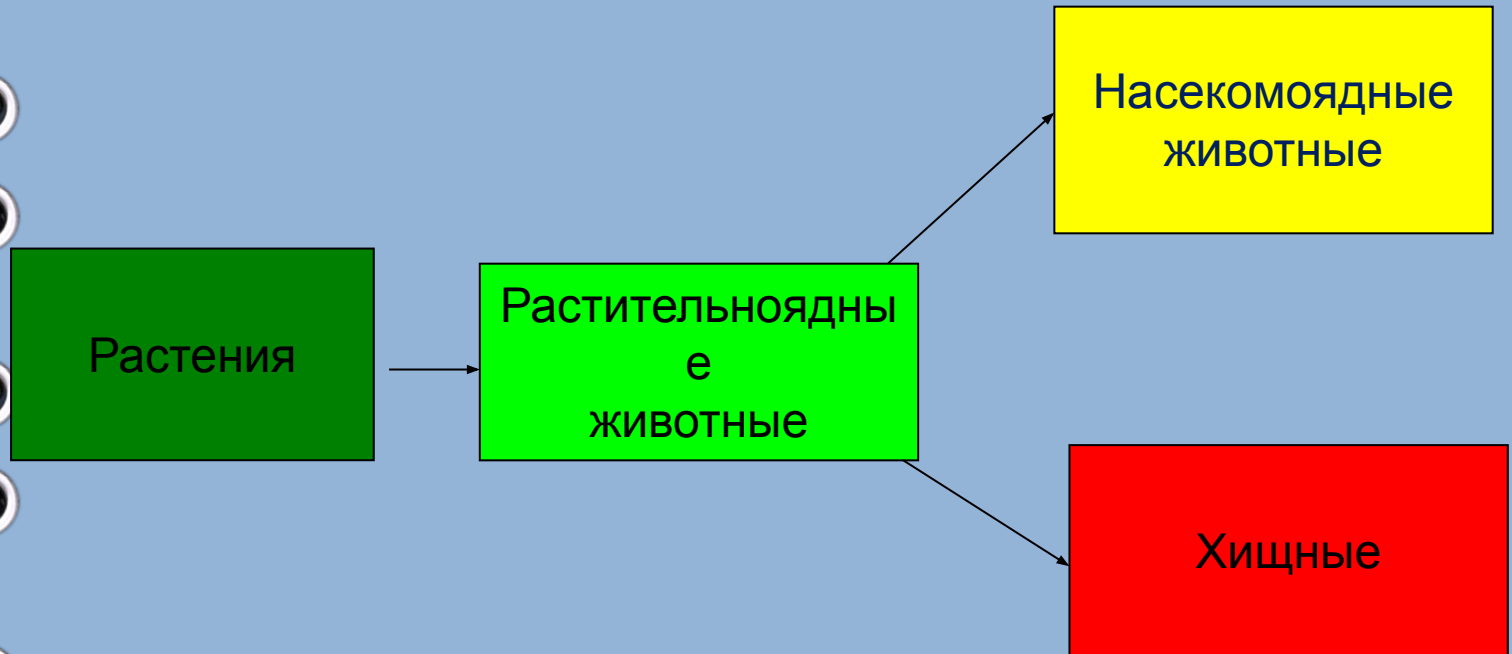 Насекомоядные
животные
Растения
Растительноядны
е
животные
Хищные